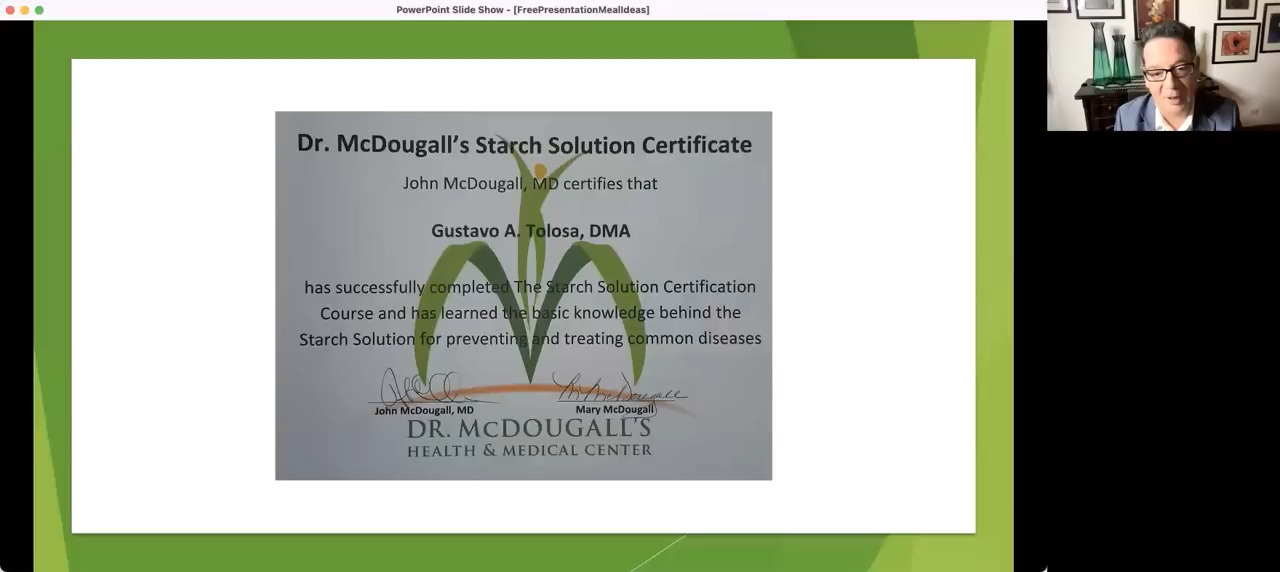 PowerPoint Slide Show - [FreePresentationMealIdeas]
Dr. McDougall's Starch Solution Certificate
John McDougall, MD certifies that
Gustavo A. Tolosa, DMA
has successfully completed The Starch Solution Certification
Course and has learned the basic knowledge behind the
Starch Solution for preventing and treating common diseases
John McDougall, MD
Mary McDougall
DR. MCDOUGALL'S
HEALTH & MEDICAL CENTER